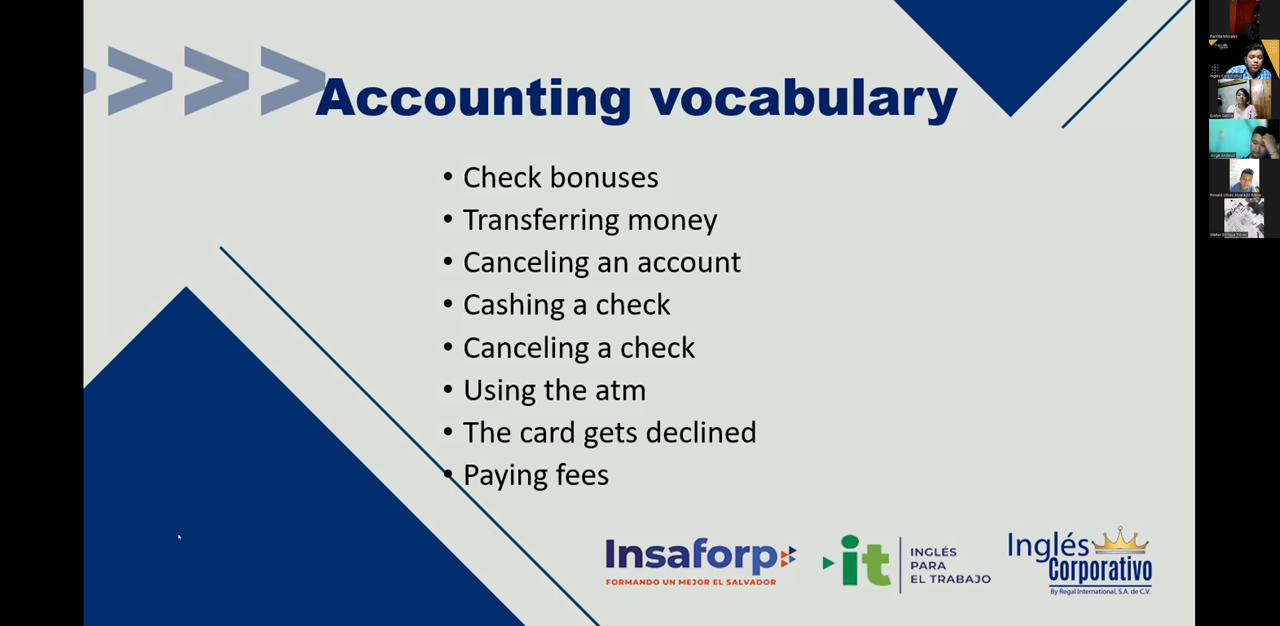 Accounting vocabulary
• Check bonuses
• Transferring money
• Canceling an account
• Cashing a check
• Canceling a check
• Using the atm
• The card gets declined
• Paying fees
Insaforp
FORMANDO UN MEJOR EL SALVADOR
it
INGLÉS
PARA
EL TRABAJO
Inglés
Corporativo
By Regal International, S.A. de C.V.